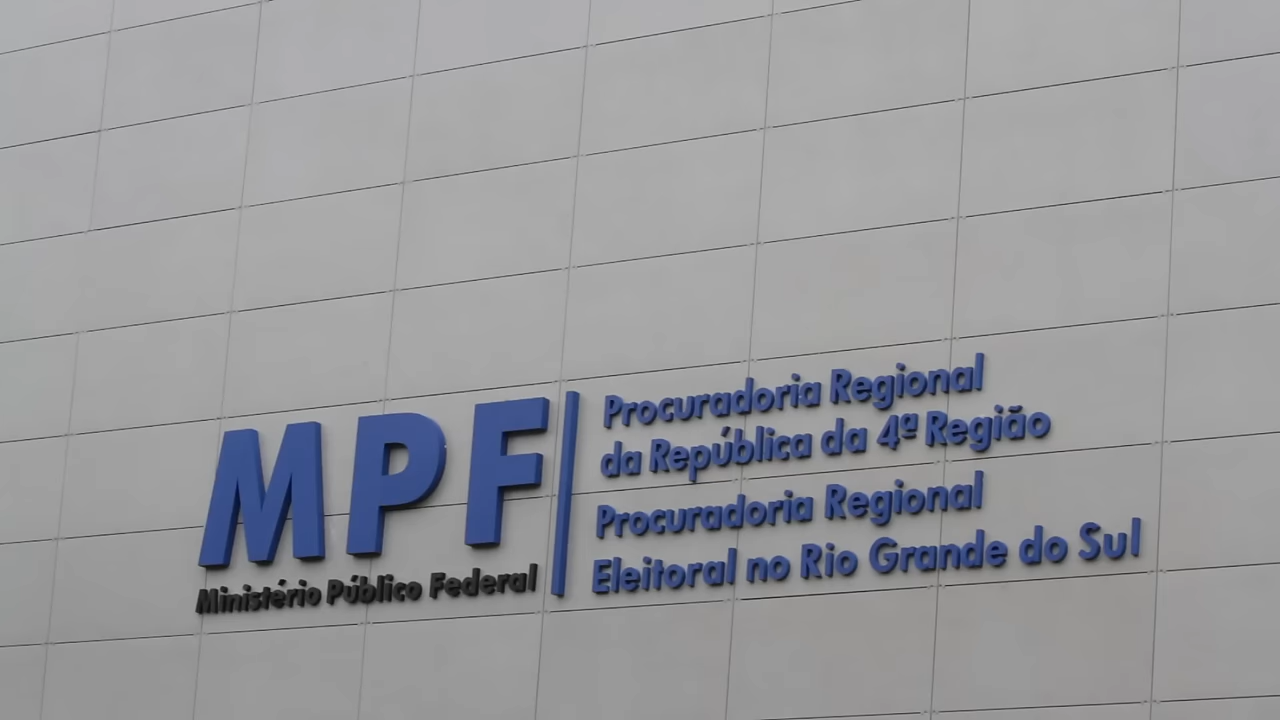 MPF
Ministério Público Federal
Procuradoria Regional
da República da 4ª Região
Procuradoria Regional
Eleitoral no Rio Grande do Sul